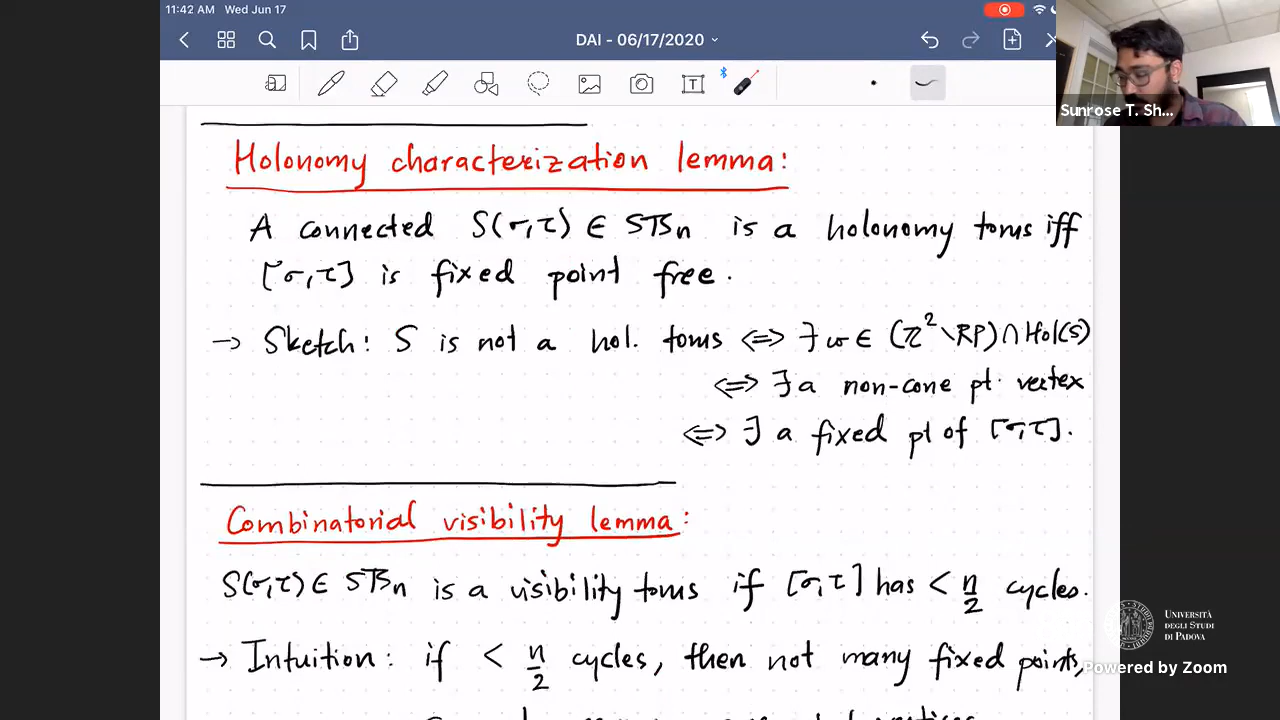 11:42 AM Wed Jun 17
DAI - 06/17/2020
T
Sunrose T. Sh...
Holonomy characterization lemma:
A connected S(σ,τ) ∈ STSn is a holonomy torus iff
[σ,τ] is fixed point free.
→ Sketch: S is not a hol. torus ⟺ ∃ w ∈ (ℤ² \ RP) ∩ Hol(S)
⟺ ∃ a non-cone pt. vertex
⟺ ∃ a fixed pt of [σ,τ].
Combinatorial visibility lemma:
S(σ,τ) ∈ STSn is a visibility torus if [σ,τ] has < n/2 cycles.
→ Intuition: if < n/2 cycles, then not many fixed points,
UNIVERSITÀ
DEGLI STUDI
DI PADOVA
Powered by Zoom